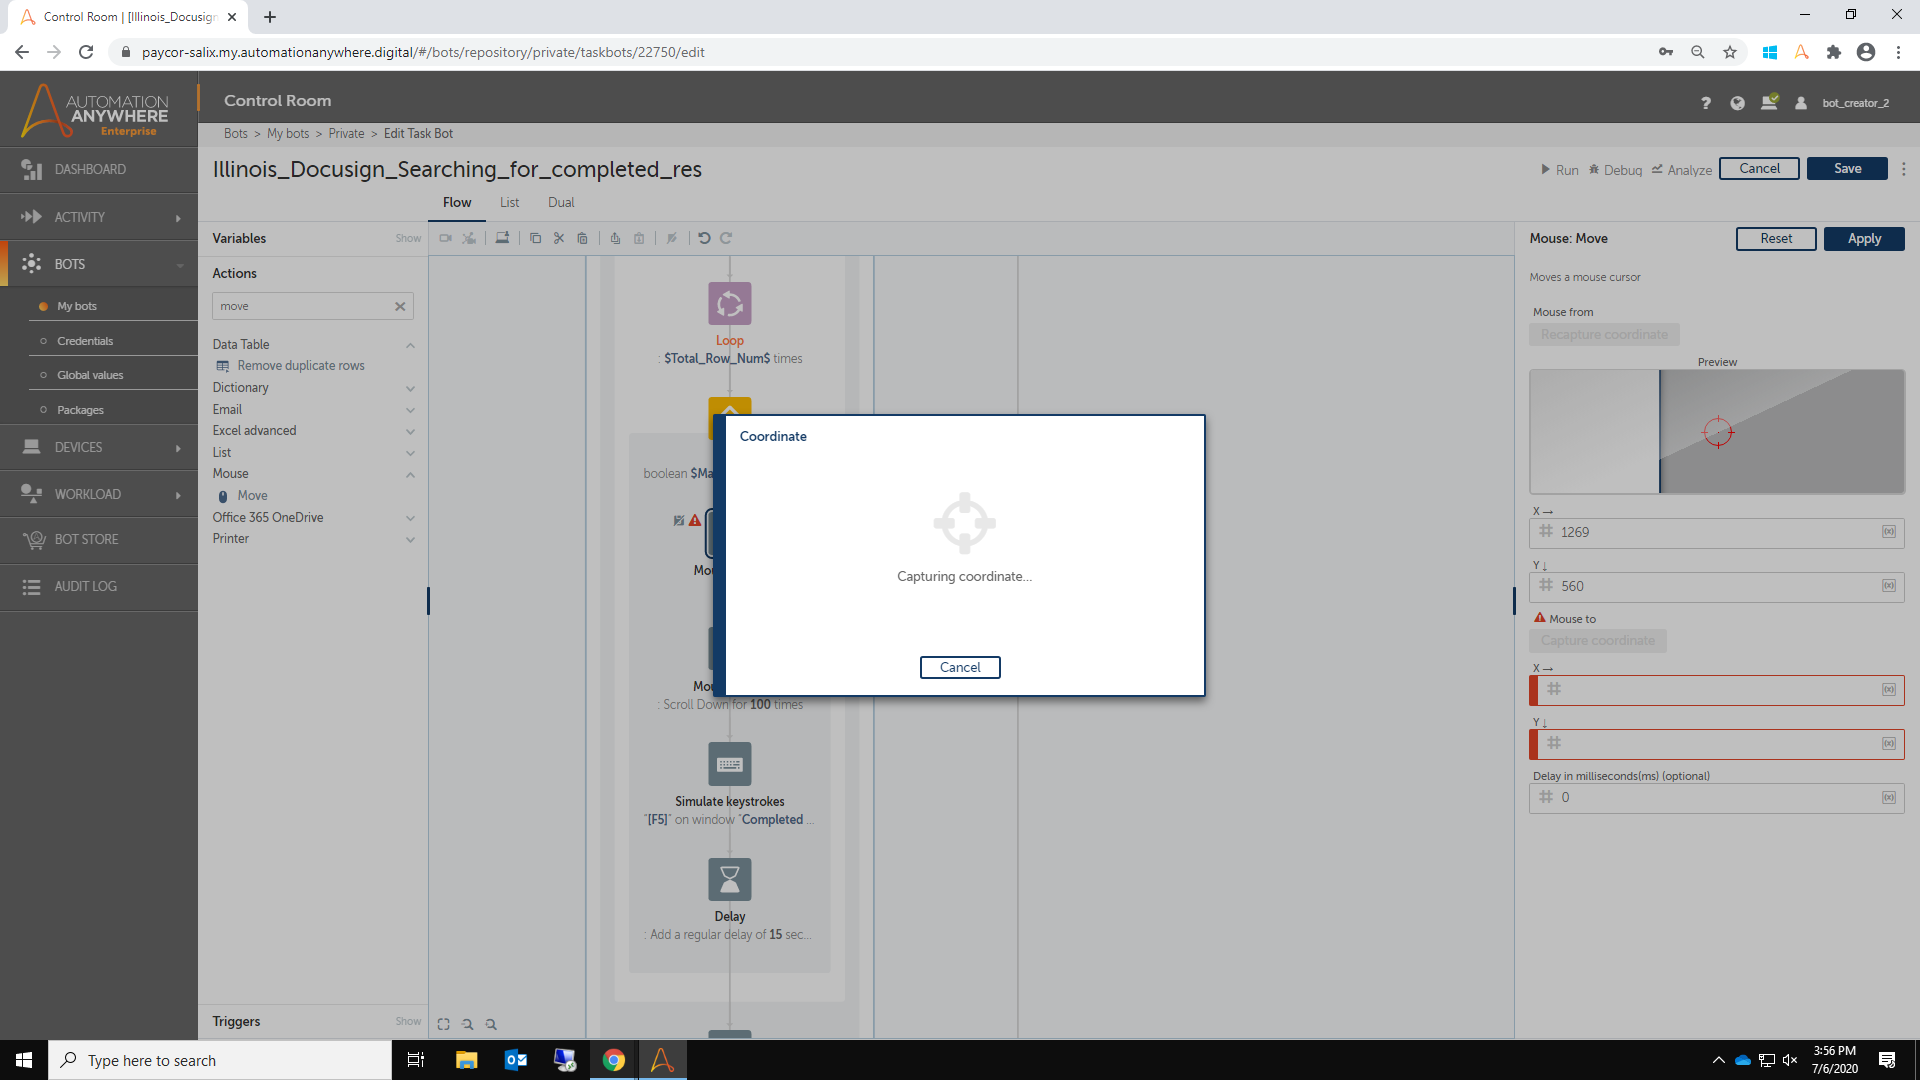 Control Room | [Illinois_Docusign
paycor-salix.my.automationanywhere.digital/#/bots/repository/private/taskbots/22750/edit
AUTOMATION
ANYWHERE
Enterprise
Control Room
bot_creator_2
Bots > My bots > Private > Edit Task Bot
DASHBOARD
ACTIVITY
BOTS
My bots
Credentials
Global values
Packages
DEVICES
WORKLOAD
BOT STORE
AUDIT LOG
Illinois_Docusign_Searching_for_completed_res
Run
Debug
Analyze
Cancel
Save
Flow
List
Dual
Variables
Show
Actions
move
Data Table
Remove duplicate rows
Dictionary
Email
Excel advanced
List
Mouse
Move
Office 365 OneDrive
Printer
Triggers
Show
Loop
: $Total_Row_Num$ times
boolean $Ma
Mou
Mou
: Scroll Down for 100 times
Simulate keystrokes
"[F5]" on window "Completed ...
Delay
: Add a regular delay of 15 sec...
Coordinate
Capturing coordinate...
Cancel
Mouse: Move
Reset
Apply
Moves a mouse cursor
Mouse from
Recapture coordinate
Preview
X →
1269
Y ↓
560
Mouse to
Capture coordinate
X →
Y ↓
Delay in milliseconds(ms) (optional)
0
Type here to search
3:56 PM
7/6/2020